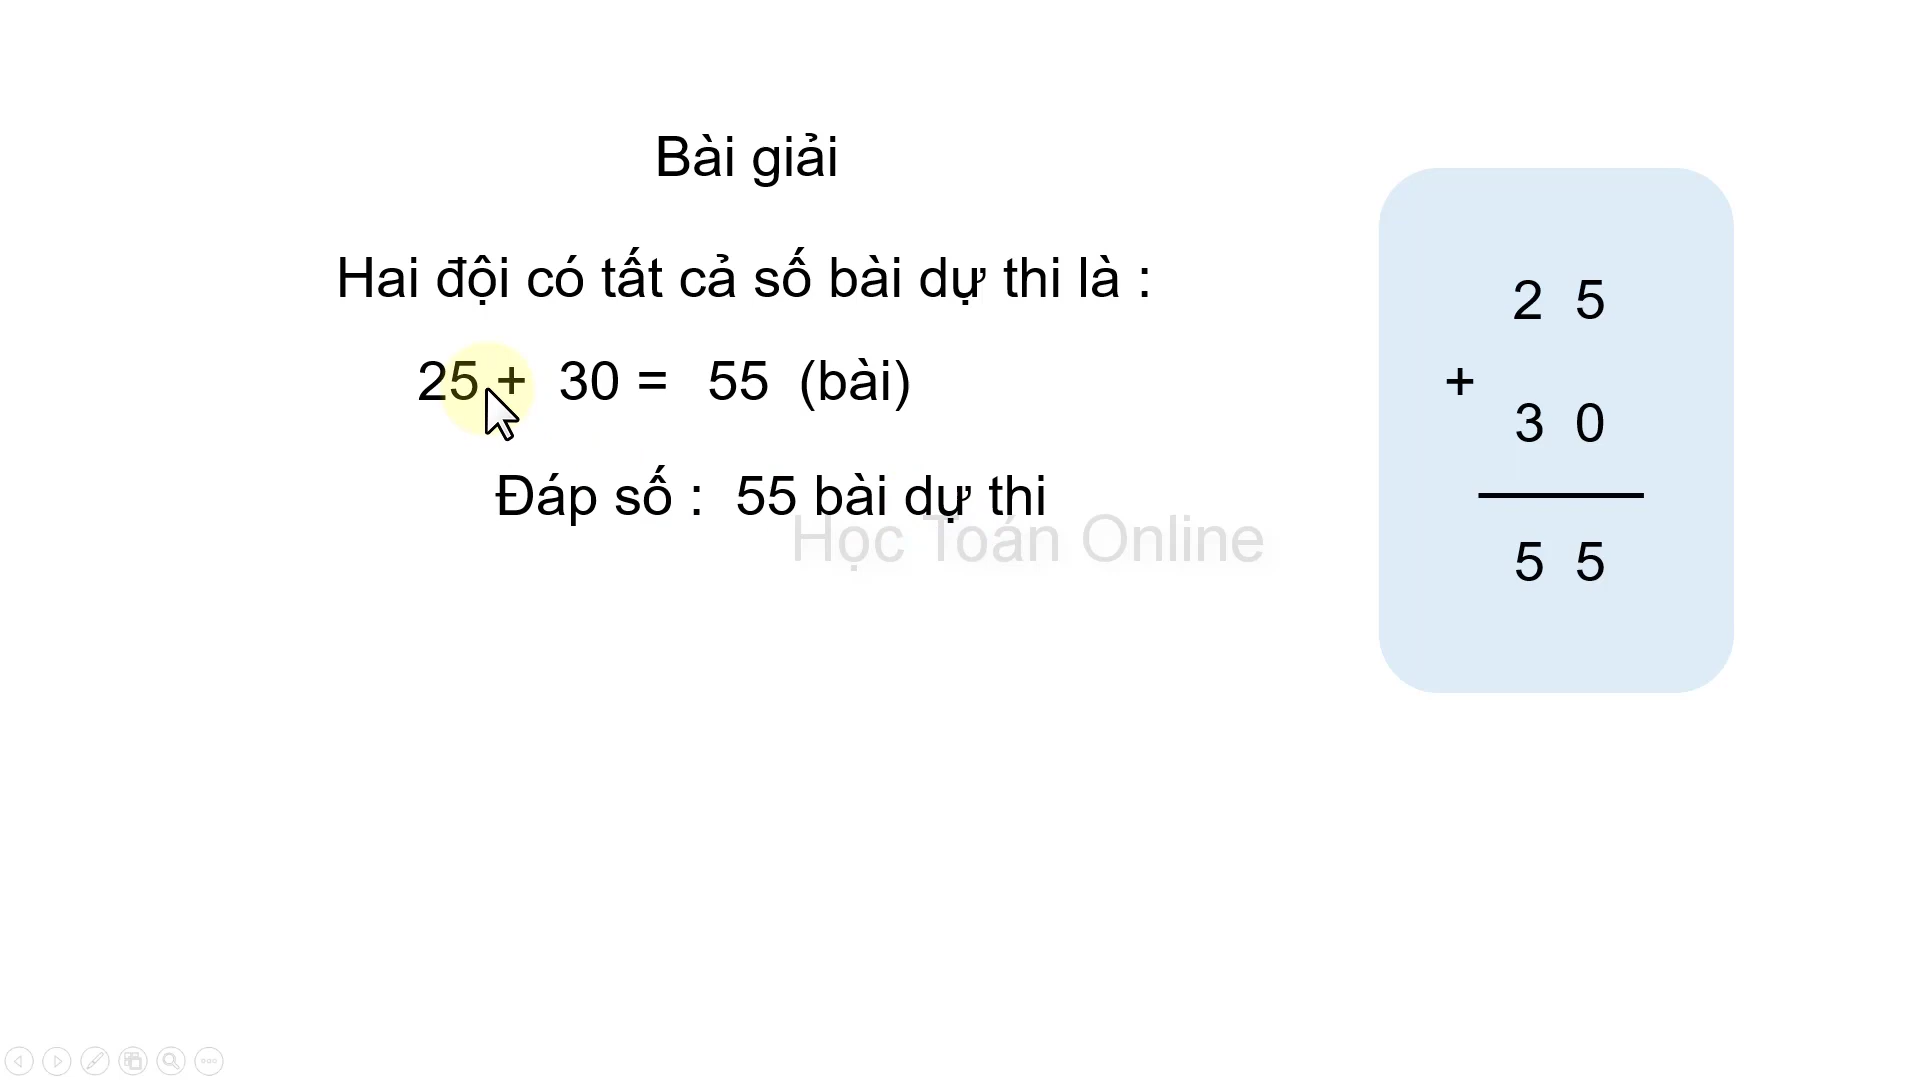 Bài giải
Hai đội có tất cả số bài dự thi là :
25 + 30 = 55 (bài)
Đáp số : 55 bài dự thi
Học Toán Online
2 5
+
3 0
5 5